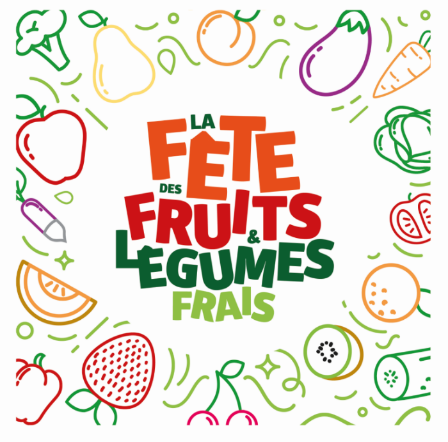 LA
FÊTE
DES
FRUITS
&
LÉGUMES
FRAIS